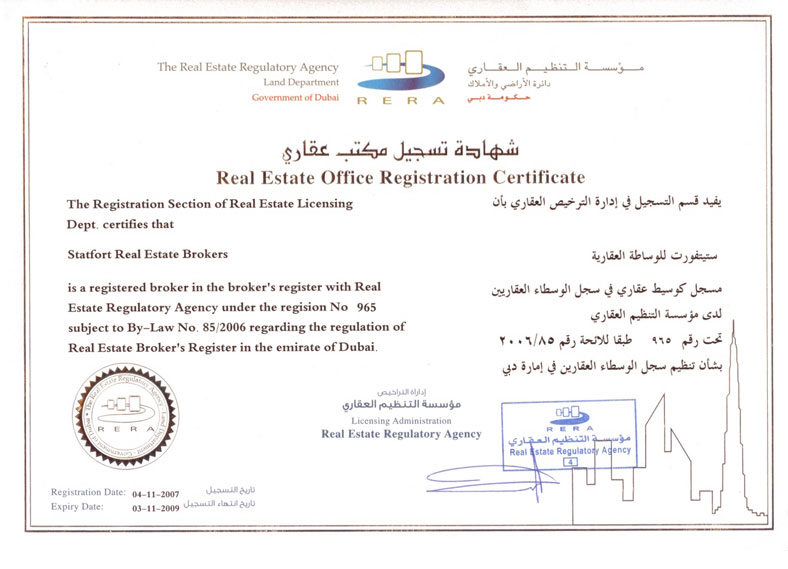 The Real Estate Regulatory Agency
Land Department
Government of Dubai
RERA
مؤسسة التنظيم العقاري
دائرة الأراضي والأملاك
حكومة دبي
شهادة تسجيل مكتب عقاري
Real Estate Office Registration Certificate
The Registration Section of Real Estate Licensing
Dept. certifies that
Statfort Real Estate Brokers
is a registered broker in the broker's register with Real
Estate Regulatory Agency under the regision No 965
subject to By-Law No. 85/2006 regarding the regulation of
Real Estate Broker's Register in the emirate of Dubai.
يفيد قسم التسجيل في إدارة الترخيص العقاري بأن
ستيتفورت للوساطة العقارية
مسجل كوسيط عقاري في سجل الوسطاء العقاريين
لدى مؤسسة التنظيم العقاري
تحت رقم ٩٦٥ طبقا للائحة رقم ٢٠٠٦/٨٥
بشأن تنظيم سجل الوسطاء العقارين في إمارة دبي
The Real Estate Regulatory Agency
RERA
إدارة التراخيص
مؤسسة التنظيم العقاري
Licensing Administration
Real Estate Regulatory Agency
RERA
مؤسسة التنظيم العقاري
Real Estate Regulatory Agency
4
Registration Date: 04-11-2007 تاريخ التسجيل
Expiry Date: 03-11-2009 تاريخ انتهاء التسجيل